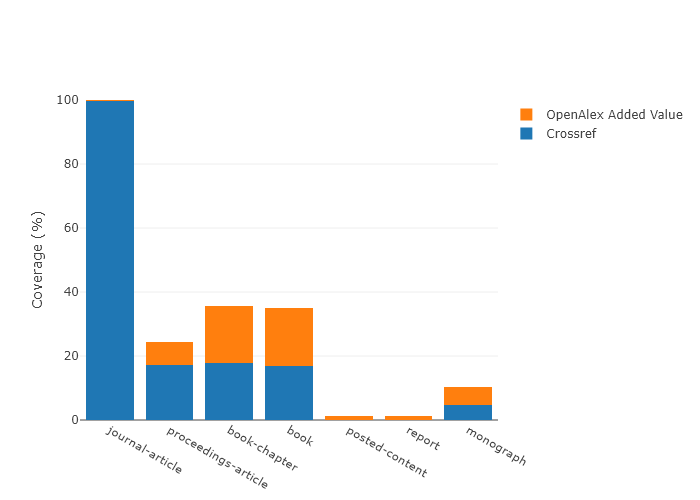 100
80
60
40
20
0
Coverage (%)
OpenAlex Added Value
Crossref
journal-article
proceedings-article
book-chapter
book
posted-content
report
monograph